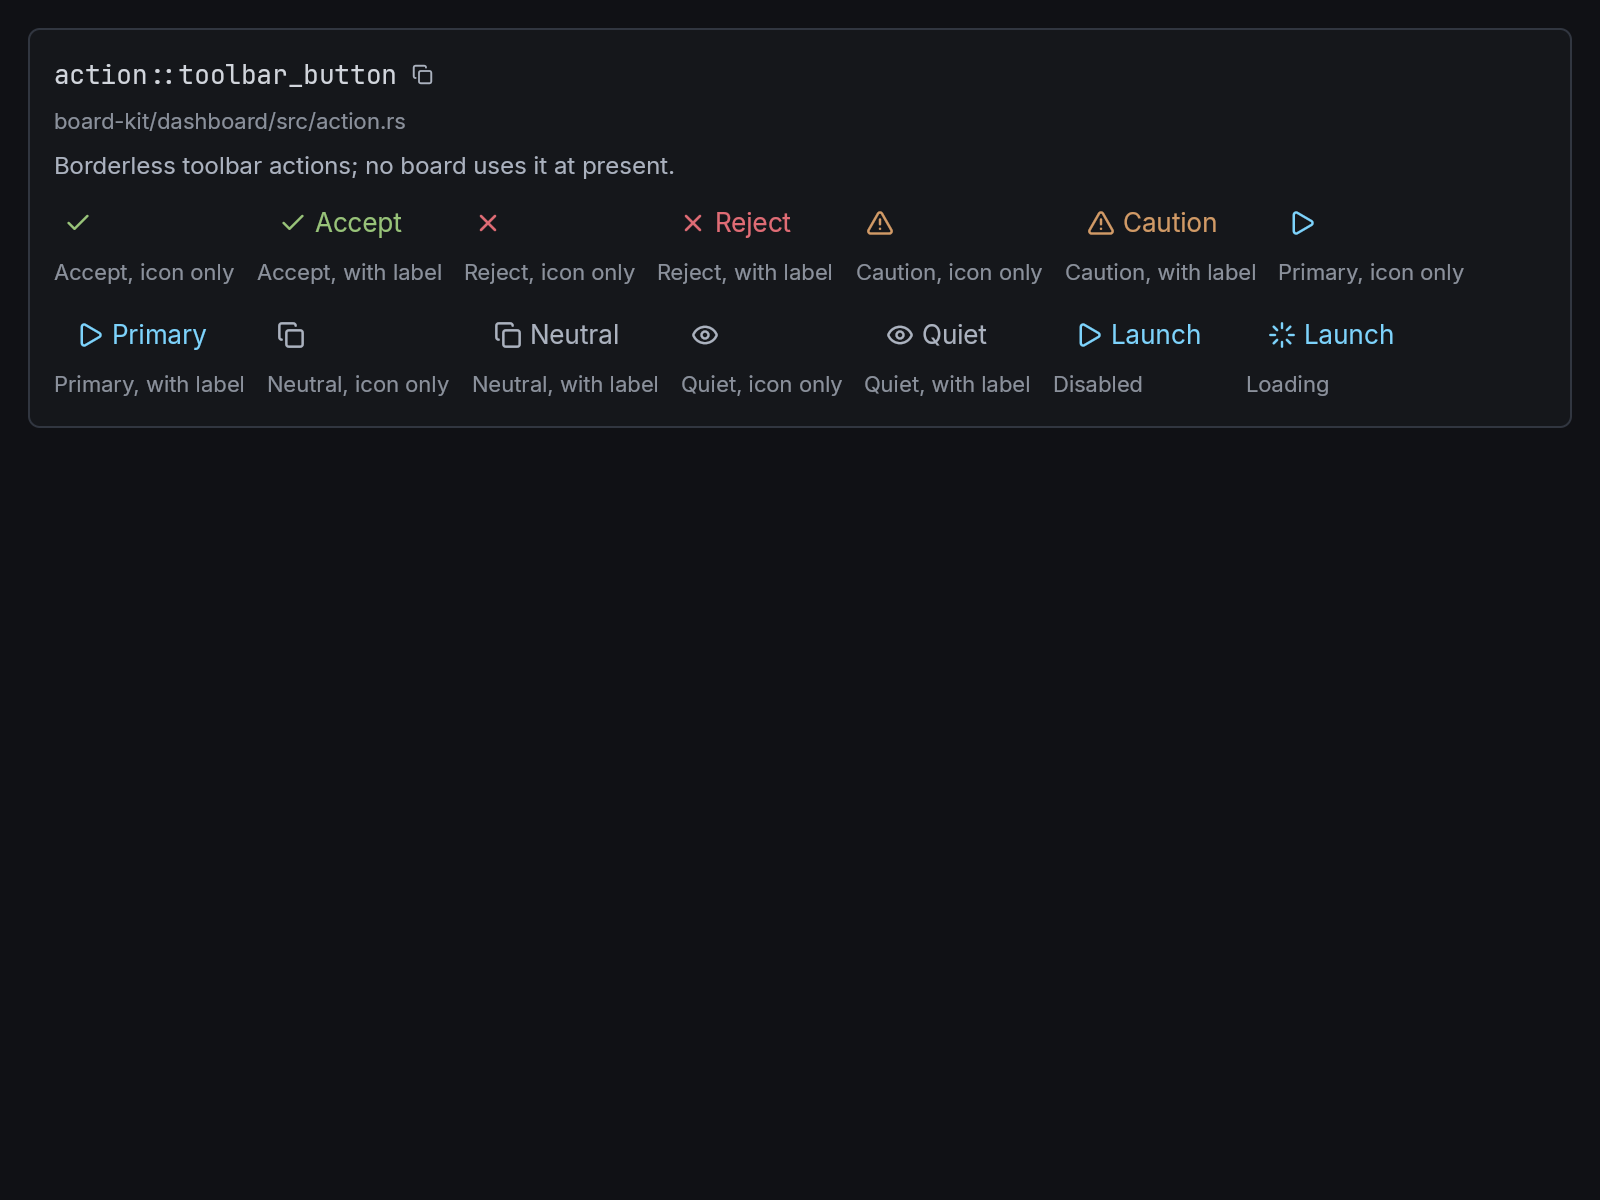 action::toolbar_button
board-kit/dashboard/src/action.rs
Borderless toolbar actions; no board uses it at present.
Accept Reject Caution
Accept, icon only Accept, with label Reject, icon only Reject, with label Caution, icon only Caution, with label Primary, icon only
Primary Neutral Quiet Launch Launch
Primary, with label Neutral, icon only Neutral, with label Quiet, icon only Quiet, with label Disabled Loading